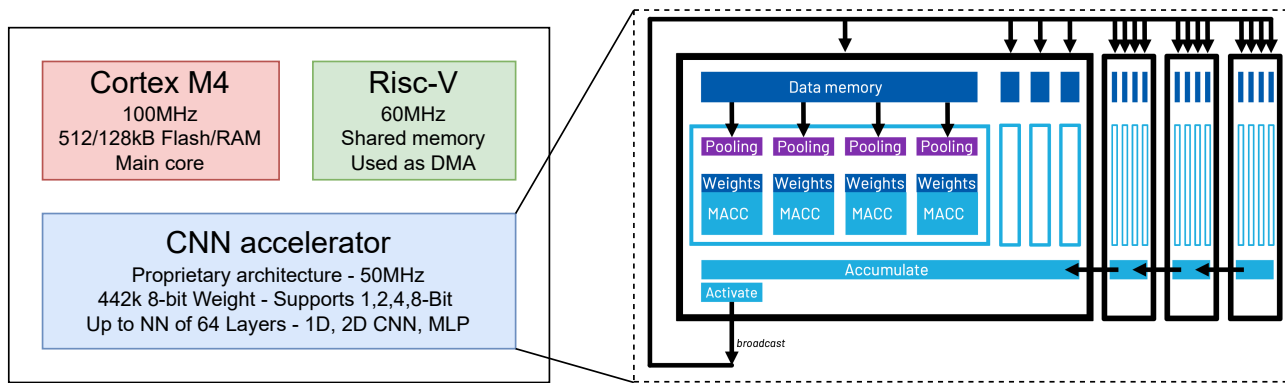 Cortex M4
100MHz
512/128kB Flash/RAM
Main core
Risc-V
60MHz
Shared memory
Used as DMA
CNN accelerator
Proprietary architecture - 50MHz
442k 8-bit Weight - Supports 1,2,4,8-Bit
Up to NN of 64 Layers - 1D, 2D CNN, MLP
Data memory
Pooling Pooling Pooling Pooling
Weights Weights Weights Weights
MACC MACC MACC MACC
Accumulate
Activate
broadcast